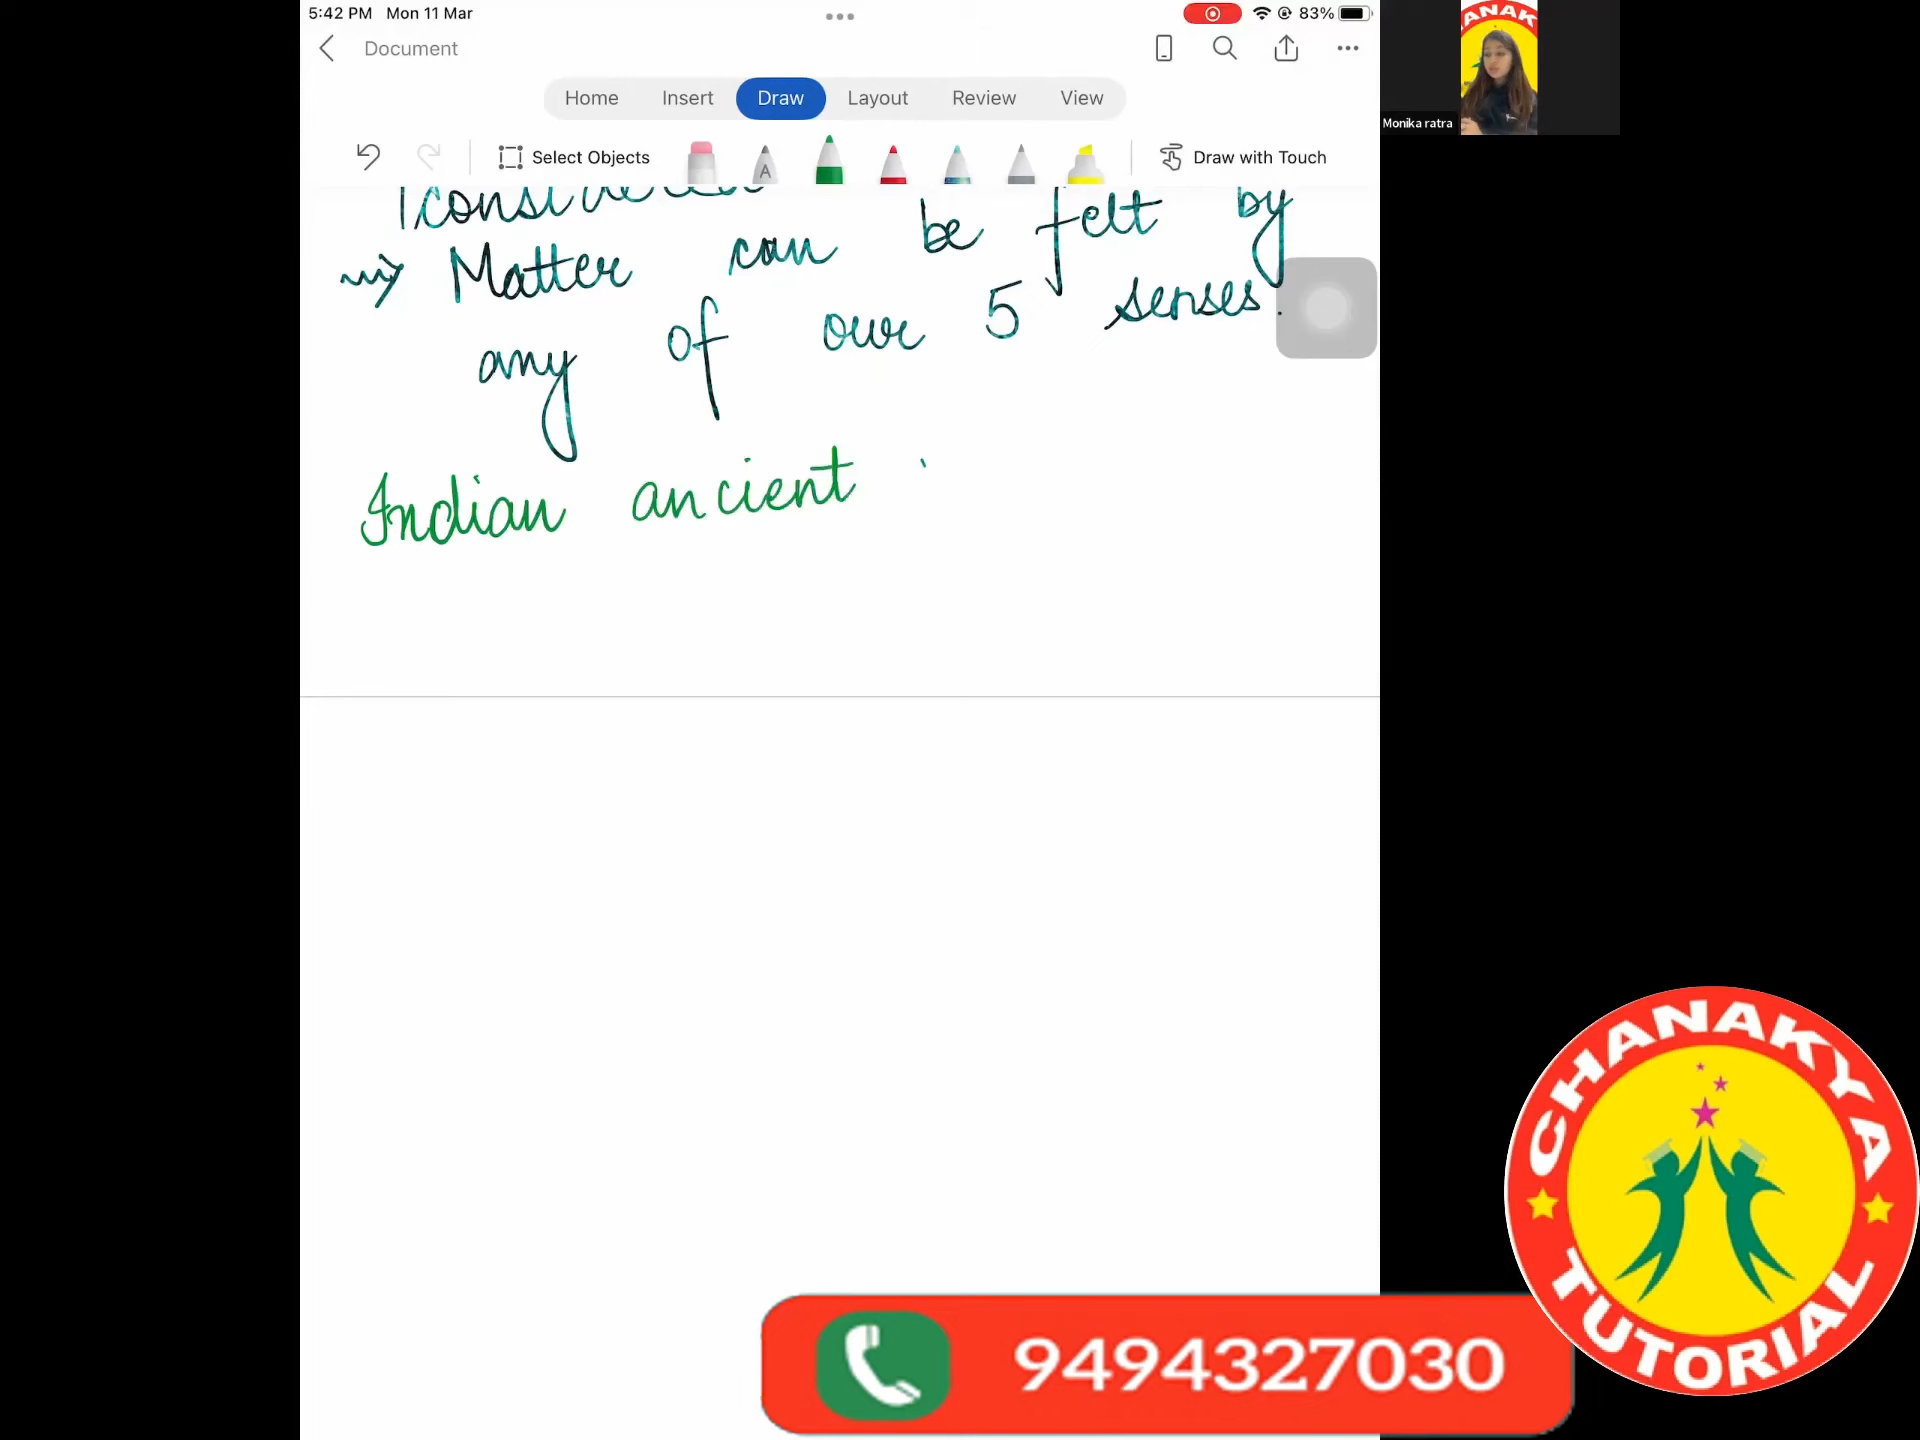 5:42 PM Mon 11 Mar 83%
Document
Home Insert Draw Layout Review View
Select Objects A Draw with Touch
be felt by
Matter can
any of our 5 senses.
Indian ancient
ANAK
Monika ratra
CHANAKYA
TUTORIAL
9494327030